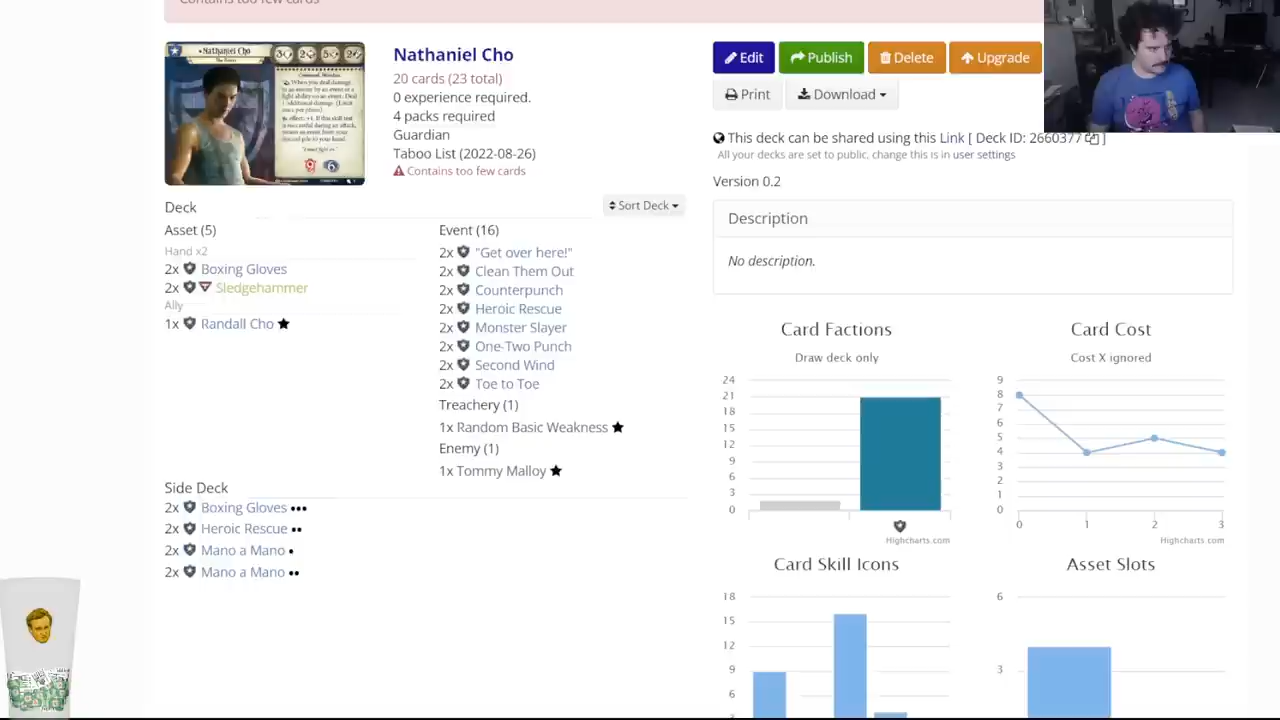 Contains too few cards
Nathaniel Cho
Nathaniel Cho
20 cards (23 total)
0 experience required.
4 packs required
Guardian
Taboo List (2022-08-26)
Contains too few cards
Edit
Publish
Delete
Upgrade
Print
Download
This deck can be shared using this Link [ Deck ID: 2660377 ]
All your decks are set to public, change this is in user settings
Version 0.2
Description
No description.
Deck
Sort Deck
Asset (5)
Hand x2
2x Boxing Gloves
2x Sledgehammer
Ally
1x Randall Cho
Event (16)
2x "Get over here!"
2x Clean Them Out
2x Counterpunch
2x Heroic Rescue
2x Monster Slayer
2x One-Two Punch
2x Second Wind
2x Toe to Toe
Treachery (1)
1x Random Basic Weakness
Enemy (1)
1x Tommy Malloy
Side Deck
2x Boxing Gloves
2x Heroic Rescue
2x Mano a Mano
2x Mano a Mano
Card Factions
Draw deck only
24
21
18
15
12
9
6
3
0
Highcharts.com
Card Cost
Cost X ignored
9
8
7
6
5
4
3
2
1
0
0 1 2 3
Highcharts.com
Card Skill Icons
18
15
12
9
6
3
Asset Slots
6
3